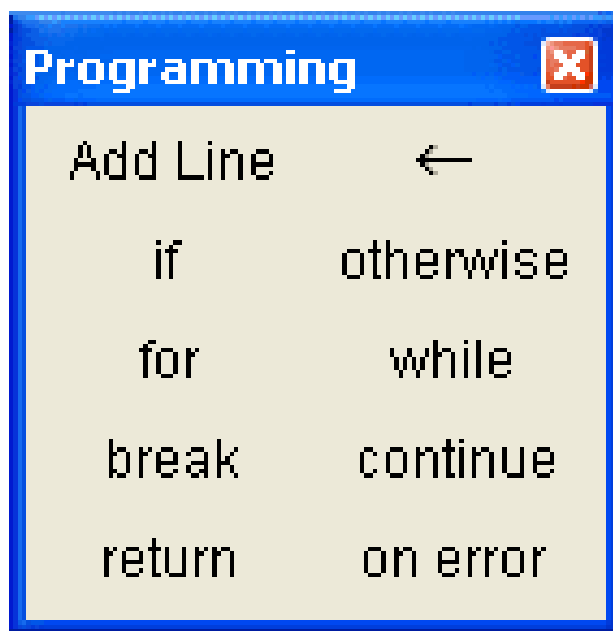 Programming
Add Line ←
if otherwise
for while
break continue
return on error